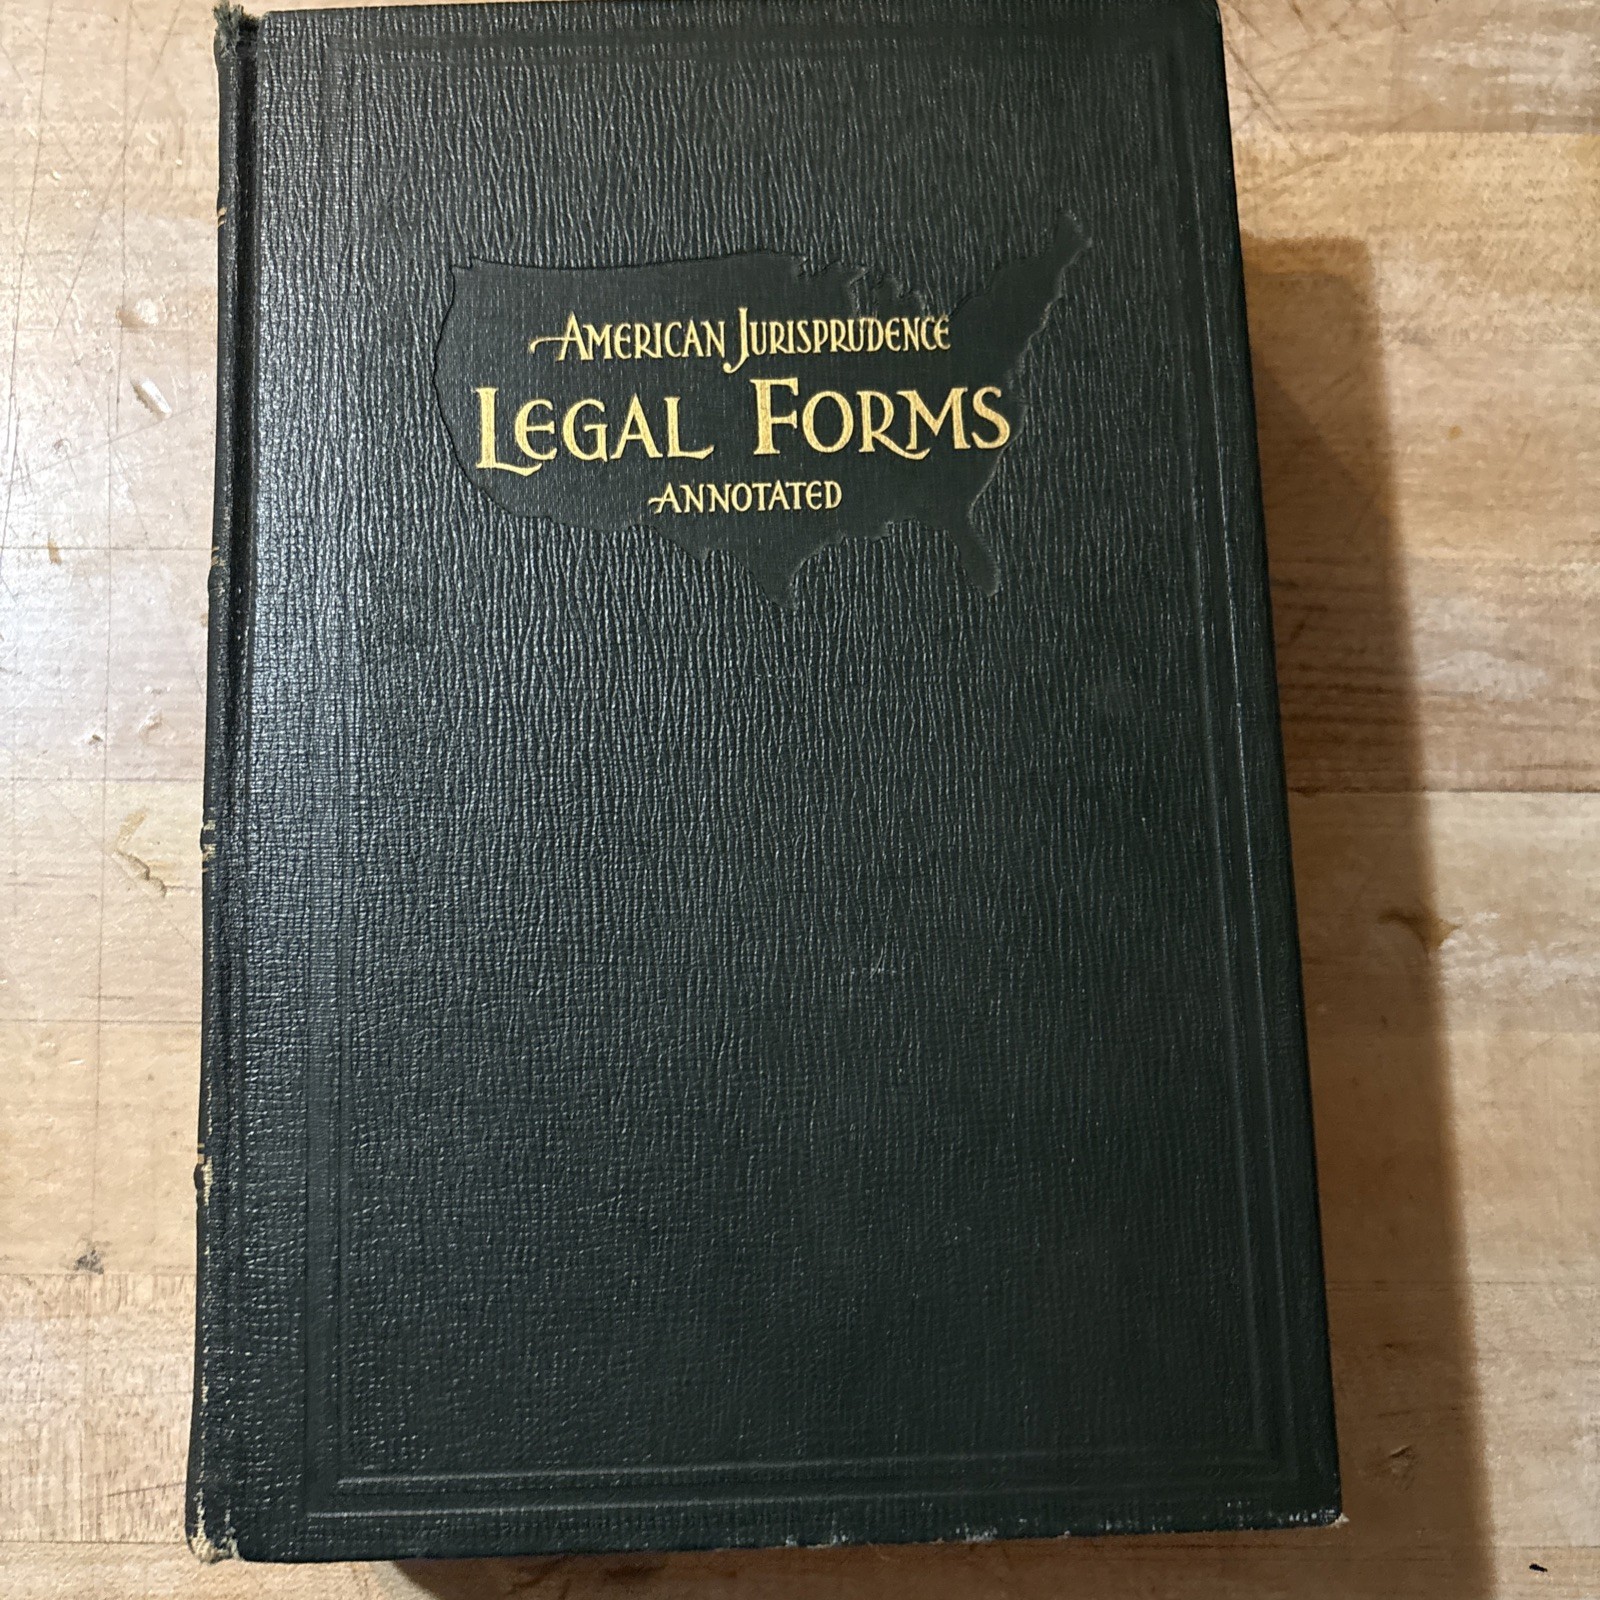 American Jurisprudence
Legal Forms
Annotated